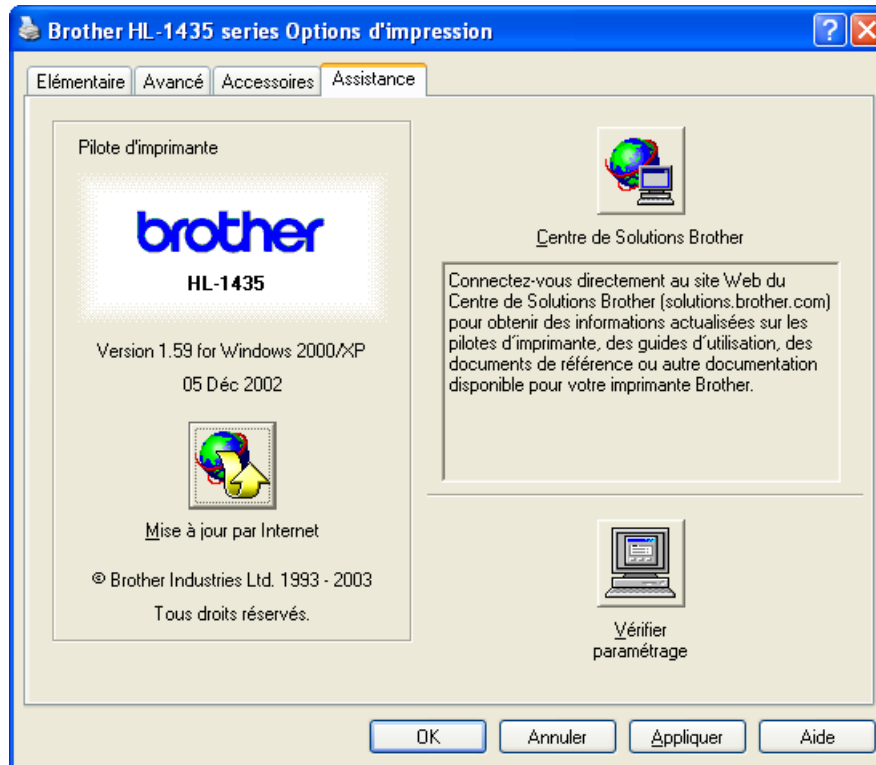 Brother HL-1435 series Options d'impression
Elémentaire
Avancé
Accessoires
Assistance
Pilote d'imprimante
brother
HL-1435
Version 1.59 for Windows 2000/XP
05 Déc 2002
Mise à jour par Internet
© Brother Industries Ltd. 1993 - 2003
Tous droits réservés.
Centre de Solutions Brother
Connectez-vous directement au site Web du
Centre de Solutions Brother (solutions.brother.com)
pour obtenir des informations actualisées sur les
pilotes d´imprimante, des guides d´utilisation, des
documents de référence ou autre documentation
disponible pour votre imprimante Brother.
Vérifier
paramétrage
OK
Annuler
Appliquer
Aide